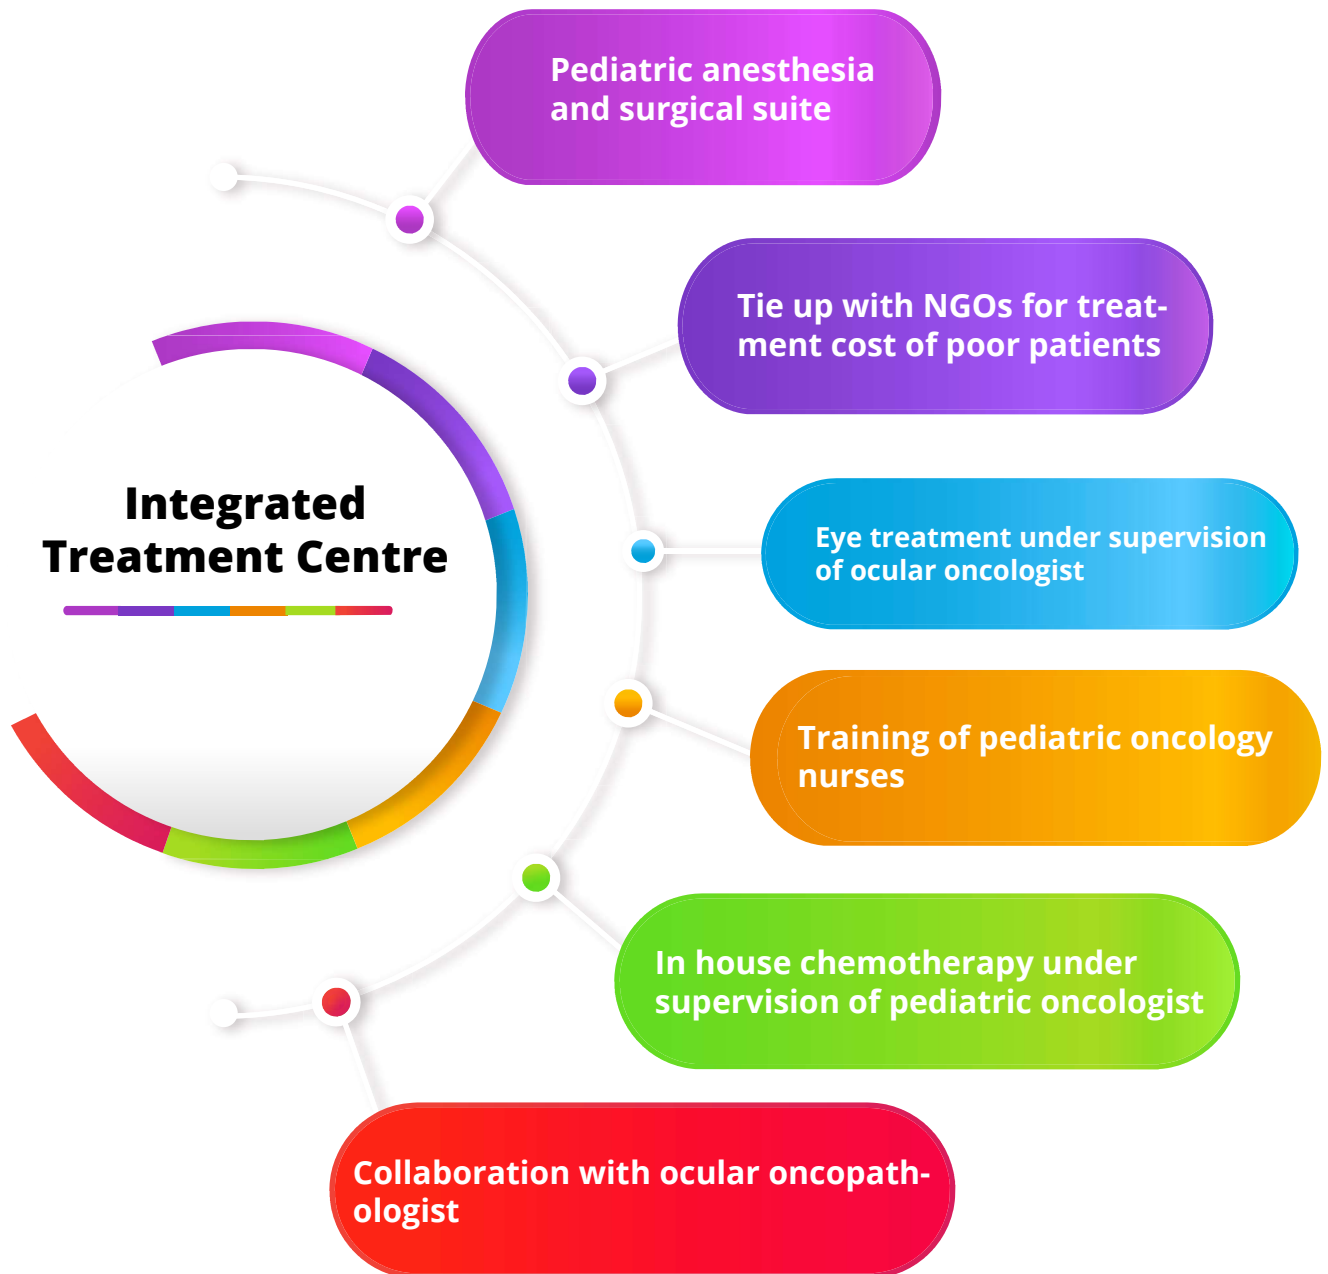 Pediatric anesthesia
and surgical suite
Tie up with NGOs for treat-
ment cost of poor patients
Integrated
Treatment Centre
Eye treatment under supervision
of ocular oncologist
Training of pediatric oncology
nurses
In house chemotherapy under
supervision of pediatric oncologist
Collaboration with ocular oncopath-
ologist